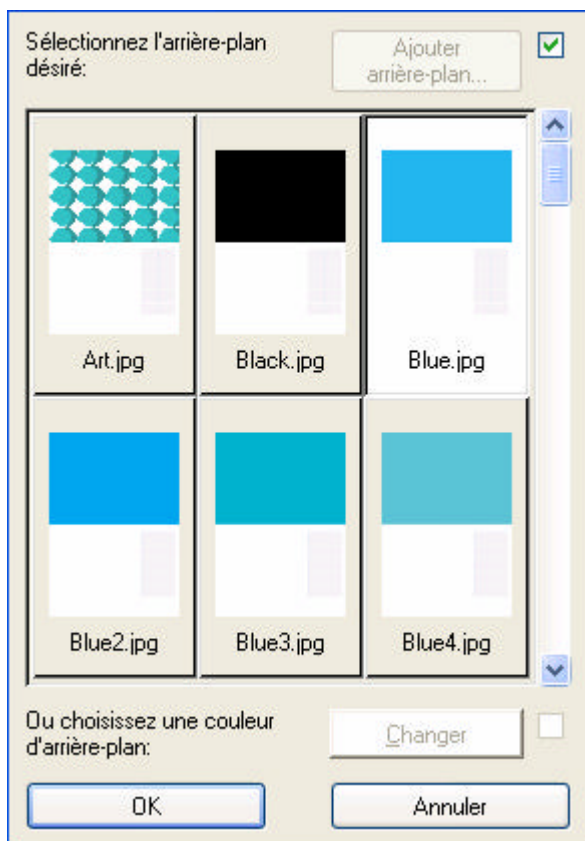 Sélectionnez l'arrière-plan
désiré:
Ajouter
arrière-plan...
Art.jpg
Black.jpg
Blue.jpg
Blue2.jpg
Blue3.jpg
Blue4.jpg
Ou choisissez une couleur
d'arrière-plan:
Changer
OK
Annuler